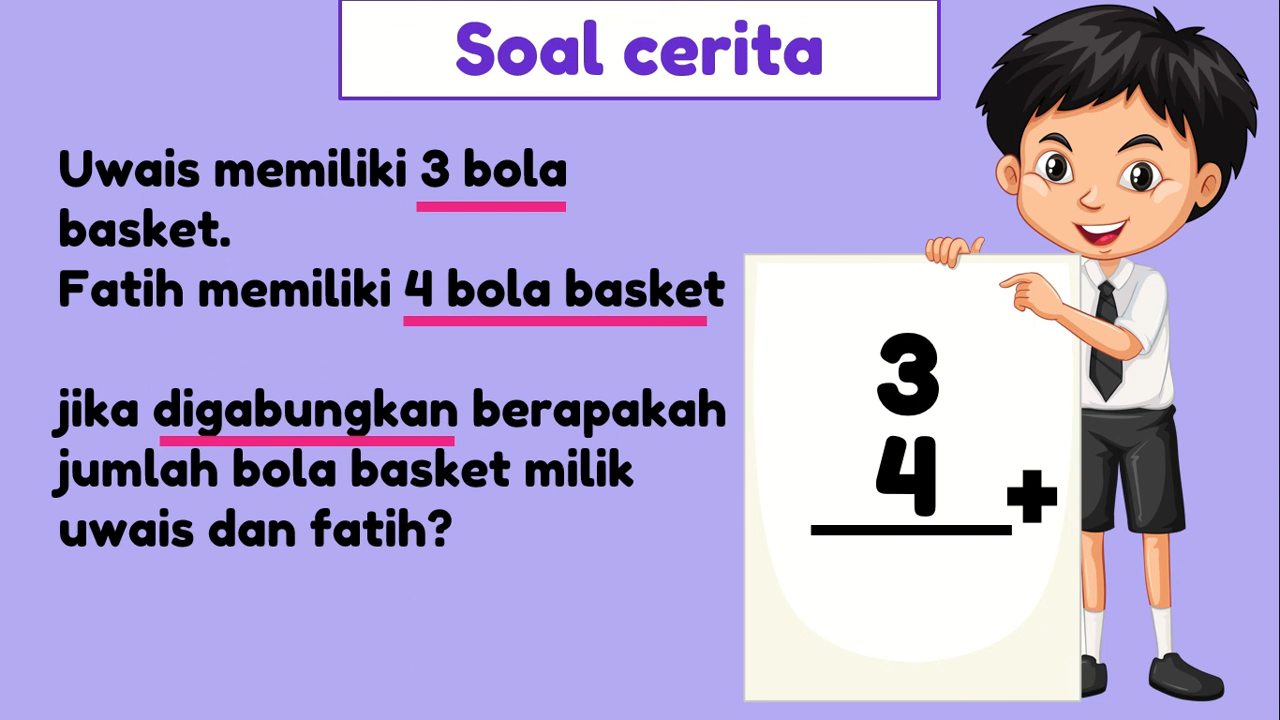 Soal cerita
Uwais memiliki 3 bola
basket.
Fatih memiliki 4 bola basket
jika digabungkan berapakah
jumlah bola basket milik
uwais dan fatih?
3
4
+